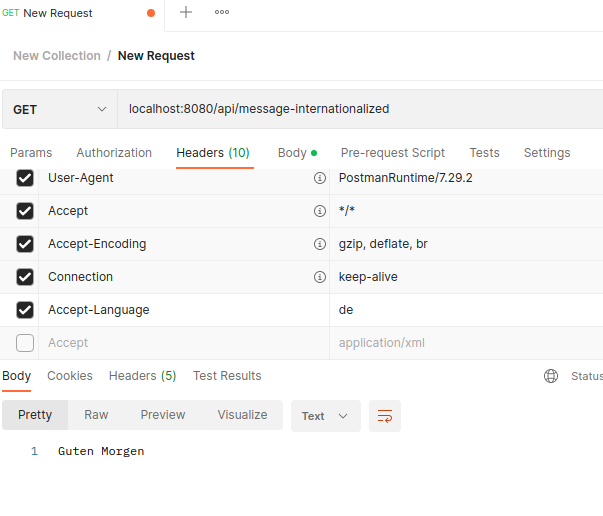 GET New Request
New Collection / New Request
GET localhost:8080/api/message-internationalized
Params Authorization Headers (10) Body Pre-request Script Tests Settings
User-Agent PostmanRuntime/7.29.2
Accept */*
Accept-Encoding gzip, deflate, br
Connection keep-alive
Accept-Language de
Accept application/xml
Body Cookies Headers (5) Test Results Status
Pretty Raw Preview Visualize Text
1 Guten Morgen